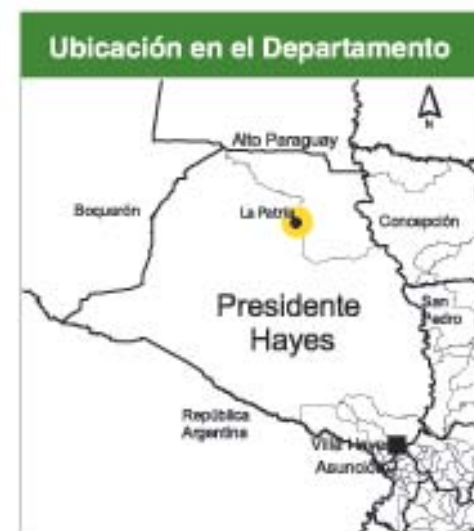 Ubicación en el Departamento
N
Alto Paraguay
Boquerón
La Patria
Concepción
San
Pedro
Presidente
Hayes
República
Argentina
Villa Hayes
Asunción